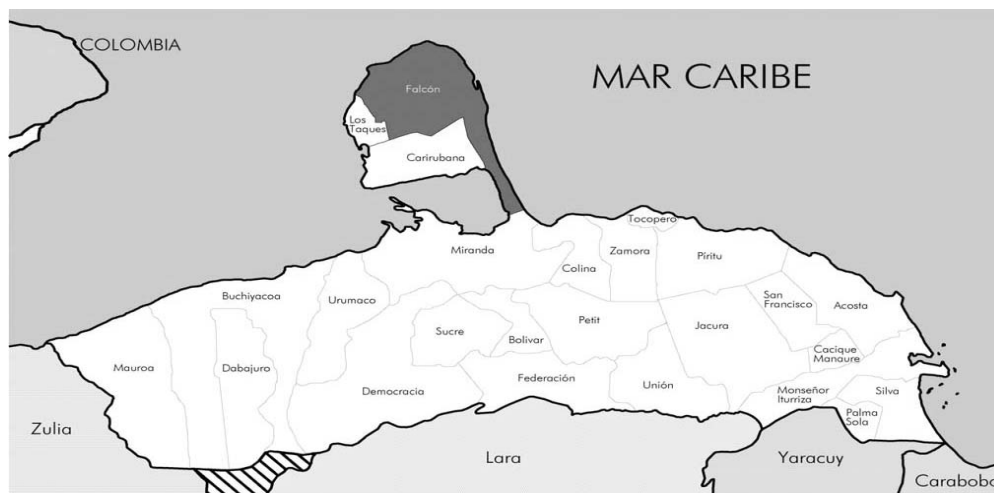 COLOMBIA
MAR CARIBE
Falcón
Los
Taques
Carirubana
Tocopero
Miranda
Zamora
Píritu
Colina
Buchiyacoa
Urumaco
San
Francisco
Acosta
Petit
Jacura
Sucre
Bolivar
Cacique
Manaure
Mauroa
Dabajuro
Federación
Unión
Democracia
Monseñor
Iturriza
Silva
Palma
Sola
Zulia
Lara
Yaracuy
Carabobo